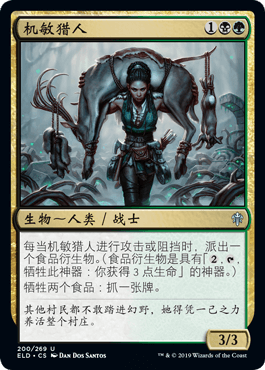 机敏猎人 1
生物～人类／战士
每当机敏猎人进行攻击或阻挡时，派出
一个食品衍生物。（食品衍生物是具有「2，，
牺牲此神器：你获得3点生命」的神器。）
牺牲两个食品：抓一张牌。
其他村民都不敢踏进幻野，她得凭一己之力
养活整个村庄。
3/3
200/269 U
ELD • CS DAN DOS SANTOS
™ & © 2019 Wizards of the Coast